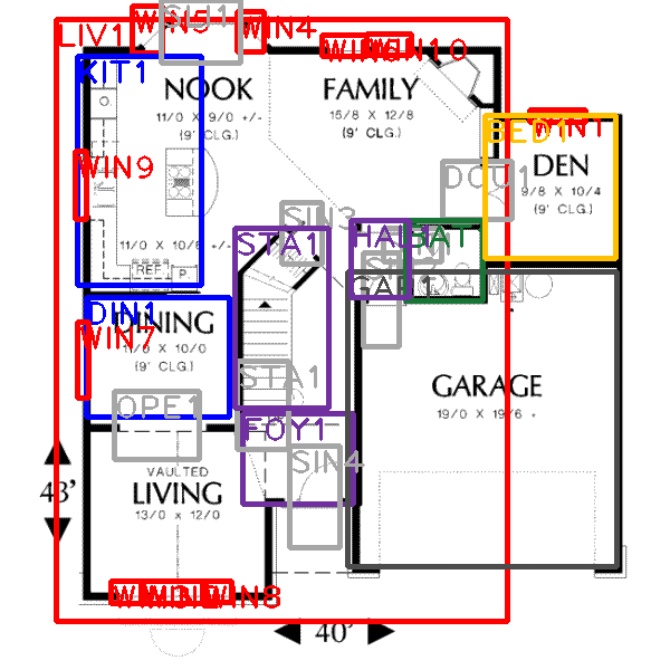 LIV1
WIN5
SLI1
WIN4
WIN10
KIT1
NOOK
11/0 X 9/0 +/-
(9' CLG.)
FAMILY
15/8 X 12/8
(9' CLG.)
WIN1
BED1
DEN
9/8 X 10/4
(9' CLG.)
DOU1
WIN9
SIN3
STA1
HAL1
BAT
11/0 X 10/8 +/-
REF.
P.
GAR1
DIN1
DINING
WIN7
11/6 X 10/0
(9' CLG.)
STA1
GARAGE
19/0 X 19/6 +
OPE1
FOY1
SIN4
VAULTED
LIVING
13/0 X 12/0
43'
WIN8
40'